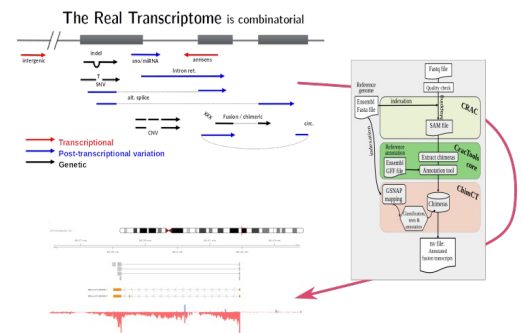 The Real Transcriptome is combinatorial
indel
sno/miRNA
intergenic
antisens
T
SNV
Intron ret.
alt. splice
xxx
Fusion / chimeric
circ.
CNV
Transcriptional
Post-transcriptional variation
Genetic
Fastq file
Reference
genome
Quality check
Ensembl
Fasta file
indexation
Mapping
CRAC
SAM file
indexation
Reference
annotation
Extract chimeras
CracTools
core
Ensembl
GFF file
Annotation tool
GSNAP
mapping
ChimCT
Chimeras
Classification,
tests &
annotation
tsv file:
Annotated
fusion transcripts